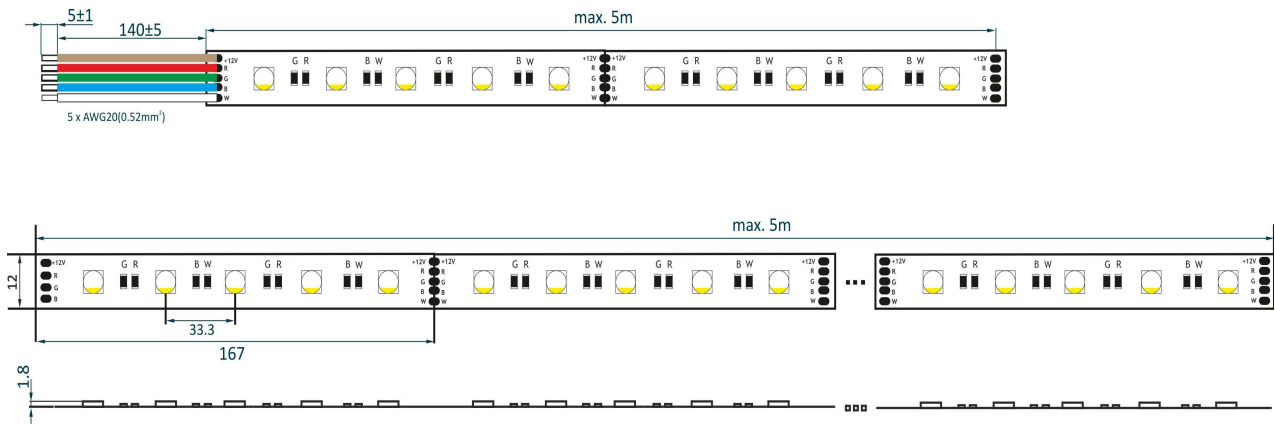 5±1
140±5
max. 5m
+12V G R B W G R B W +12V +12V G R B W G R B W +12V
R R R R
G G G G
B B B B
W W W W
5 x AWG20(0.52mm²)
max. 5m
+12V G R B W G R B W +12V +12V G R B W G R B W +12V +12V G R B W G R B W +12V
R R R R R R
G G G G G G
B B B B B B
W W W W W
12
33.3
167
1.8